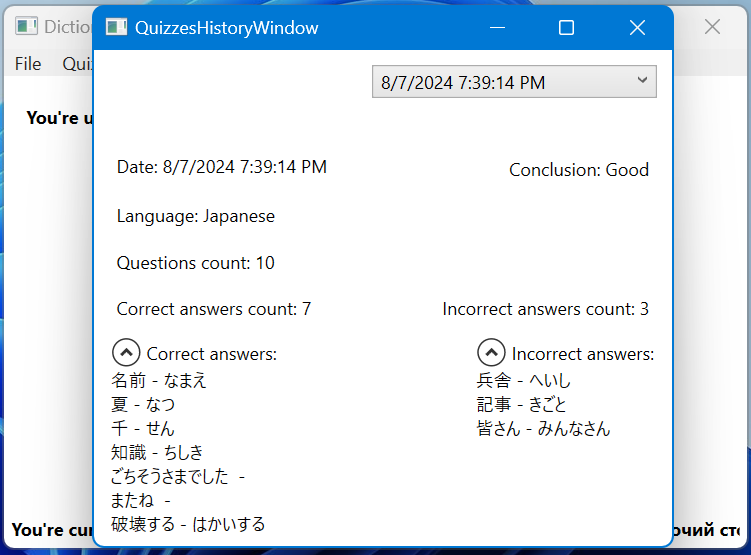 Diction
QuizzesHistoryWindow
File Qui
8/7/2024 7:39:14 PM
You're u
Date: 8/7/2024 7:39:14 PM
Conclusion: Good
Language: Japanese
Questions count: 10
Correct answers count: 7
Incorrect answers count: 3
Correct answers:
Incorrect answers:
名前 - なまえ
兵舎 - へいし
夏 - なつ
記事 - きごと
千 - せん
皆さん - みんなさん
知識 - ちしき
ごちそうさまでした -
またね -
破壊する - はかいする
You're cur
очий сто